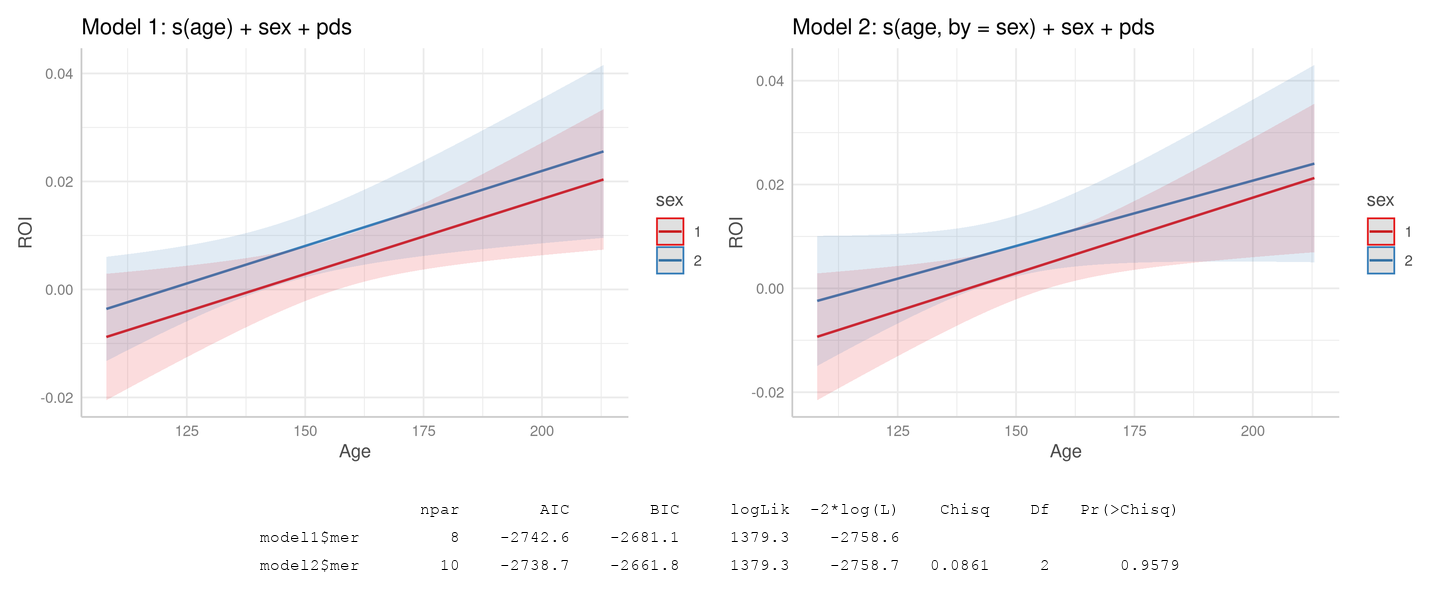 Model 1: s(age) + sex + pds
0.04
0.02
0.00
-0.02
ROI
125 150 175 200
Age
sex
1
2
Model 2: s(age, by = sex) + sex + pds
0.04
0.02
0.00
-0.02
ROI
125 150 175 200
Age
sex
1
2
npar AIC BIC logLik -2*log(L) Chisq Df Pr(>Chisq)
model1$mer 8 -2742.6 -2681.1 1379.3 -2758.6
model2$mer 10 -2738.7 -2661.8 1379.3 -2758.7 0.0861 2 0.9579